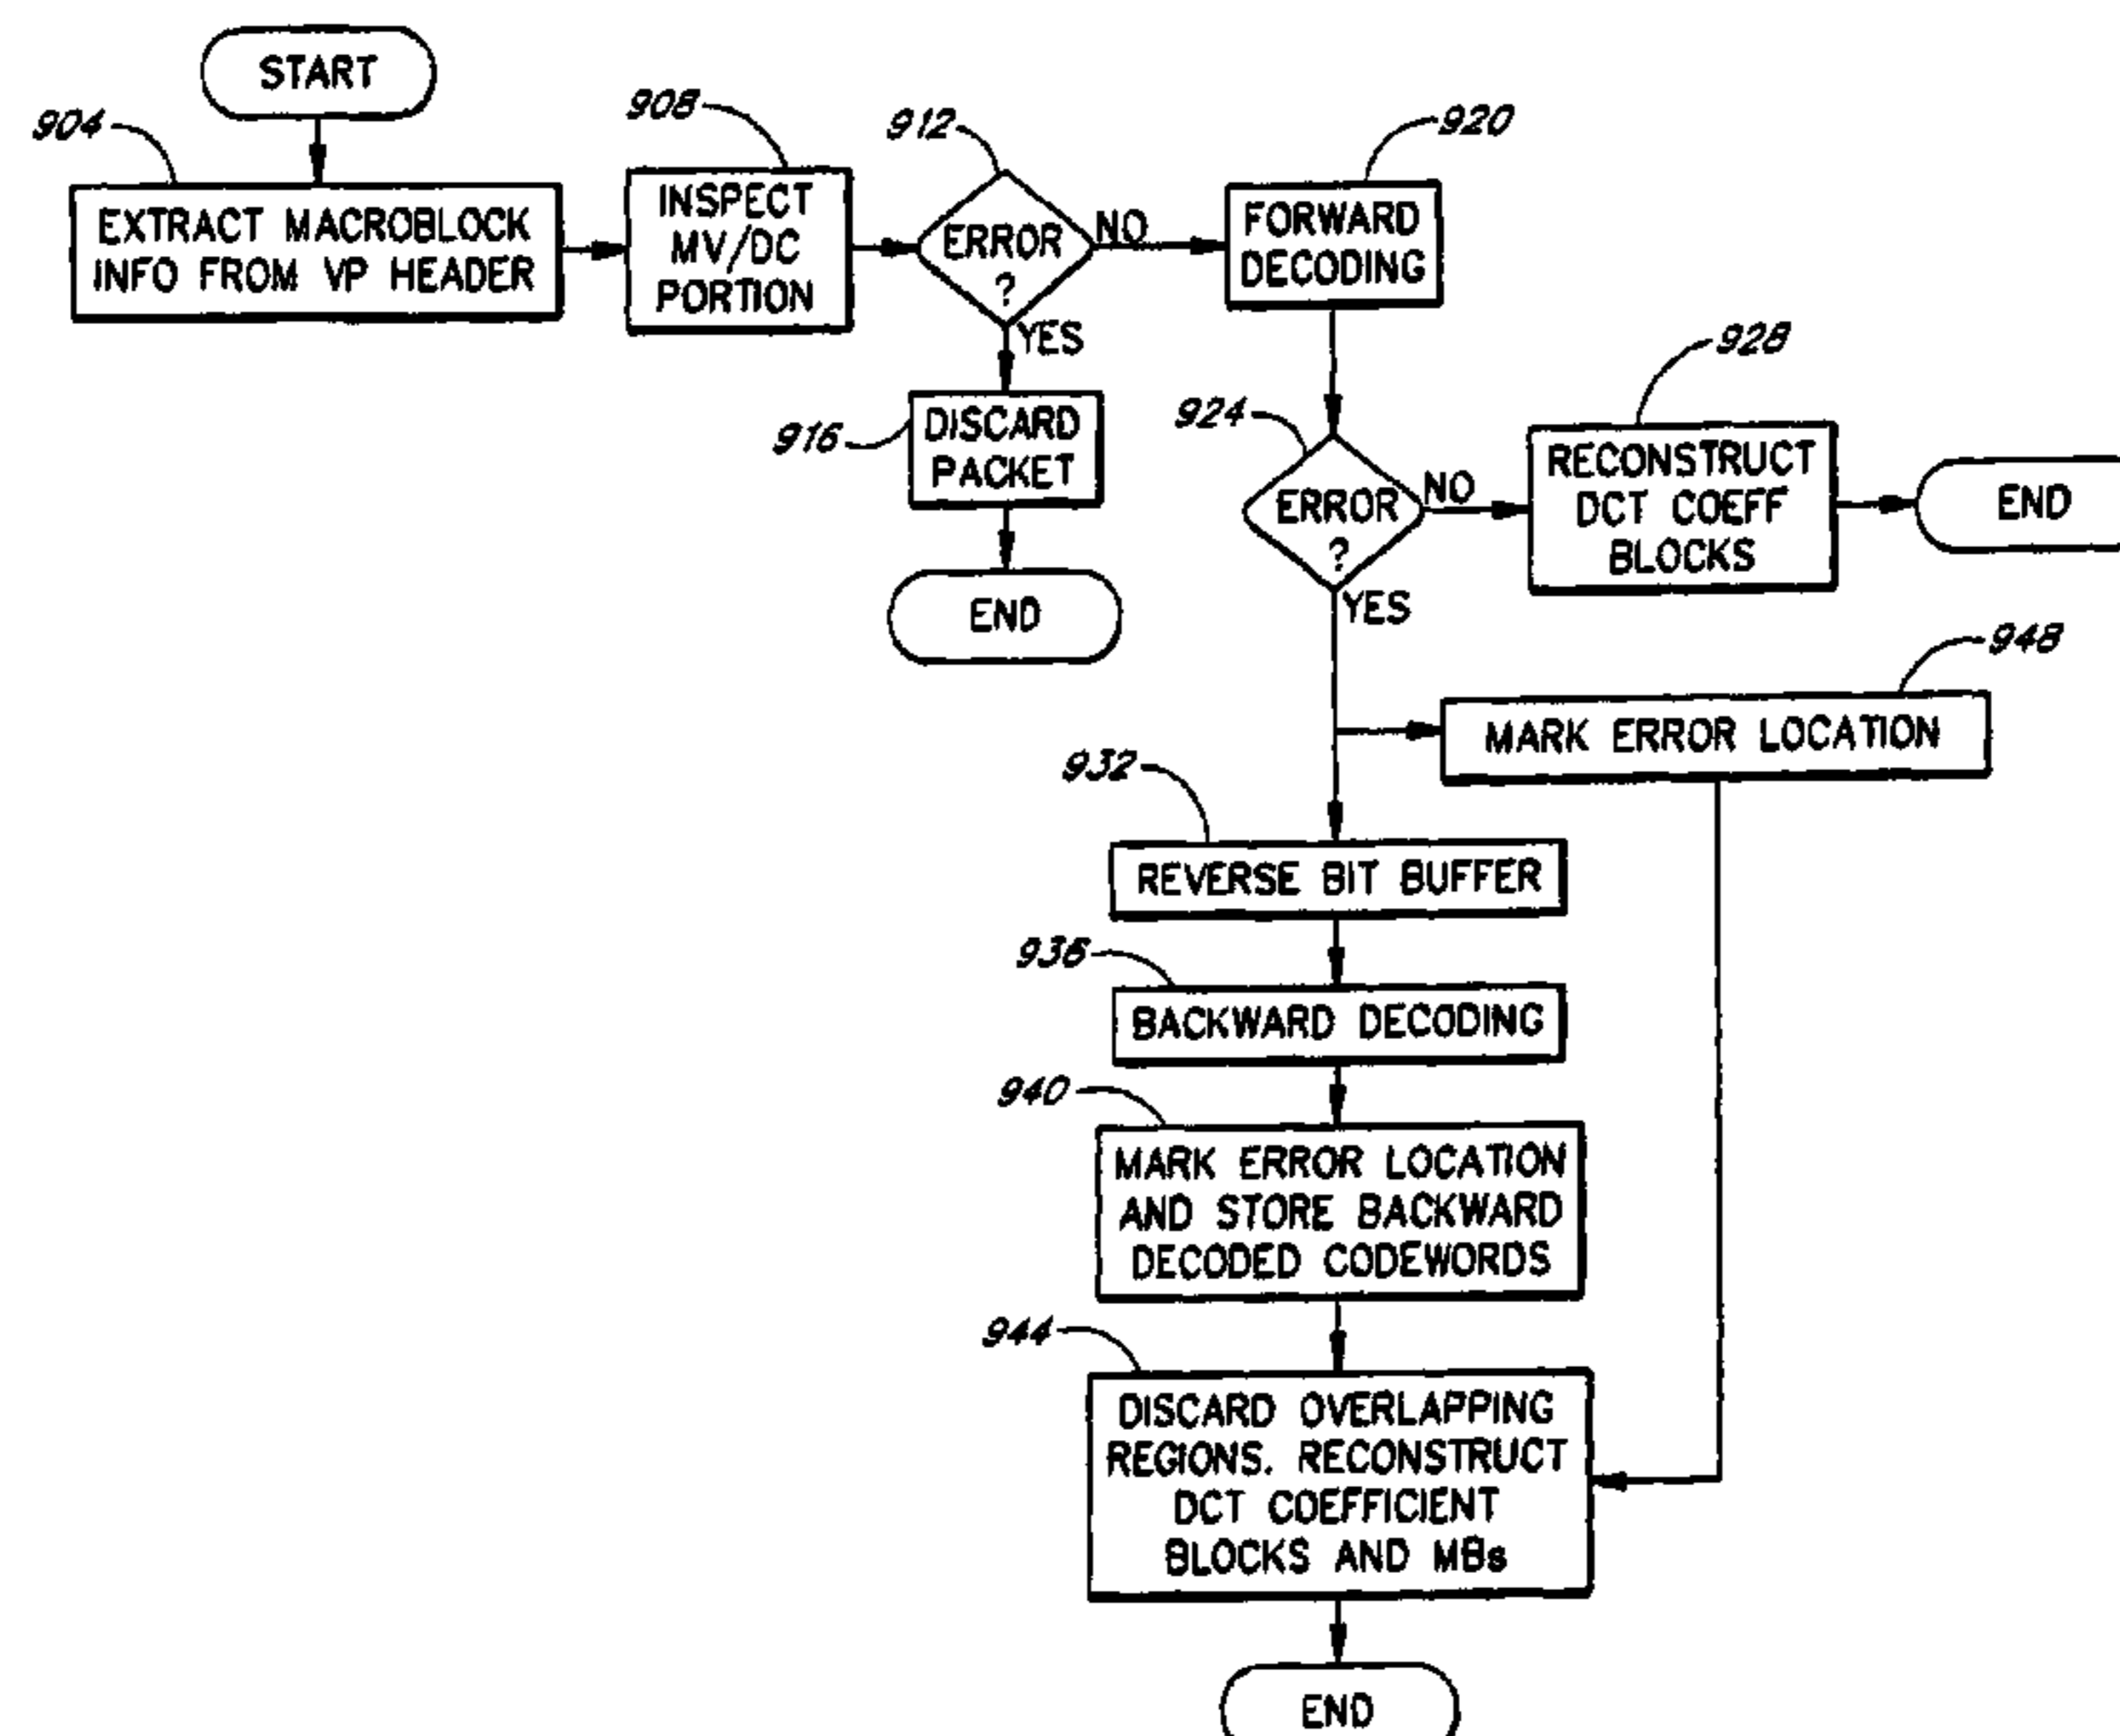 START
904
EXTRACT MACROBLOCK
INFO FROM VP HEADER
908
INSPECT
MV/DC
PORTION
912
ERROR
?
NO
YES
916
DISCARD
PACKET
END
920
FORWARD
DECODING
924
ERROR
?
NO
YES
928
RECONSTRUCT
DCT COEFF
BLOCKS
END
948
MARK ERROR LOCATION
932
REVERSE BIT BUFFER
936
BACKWARD DECODING
940
MARK ERROR LOCATION
AND STORE BACKWARD
DECODED CODEWORDS
944
DISCARD OVERLAPPING
REGIONS. RECONSTRUCT
DCT COEFFICIENT
BLOCKS AND MBs
END